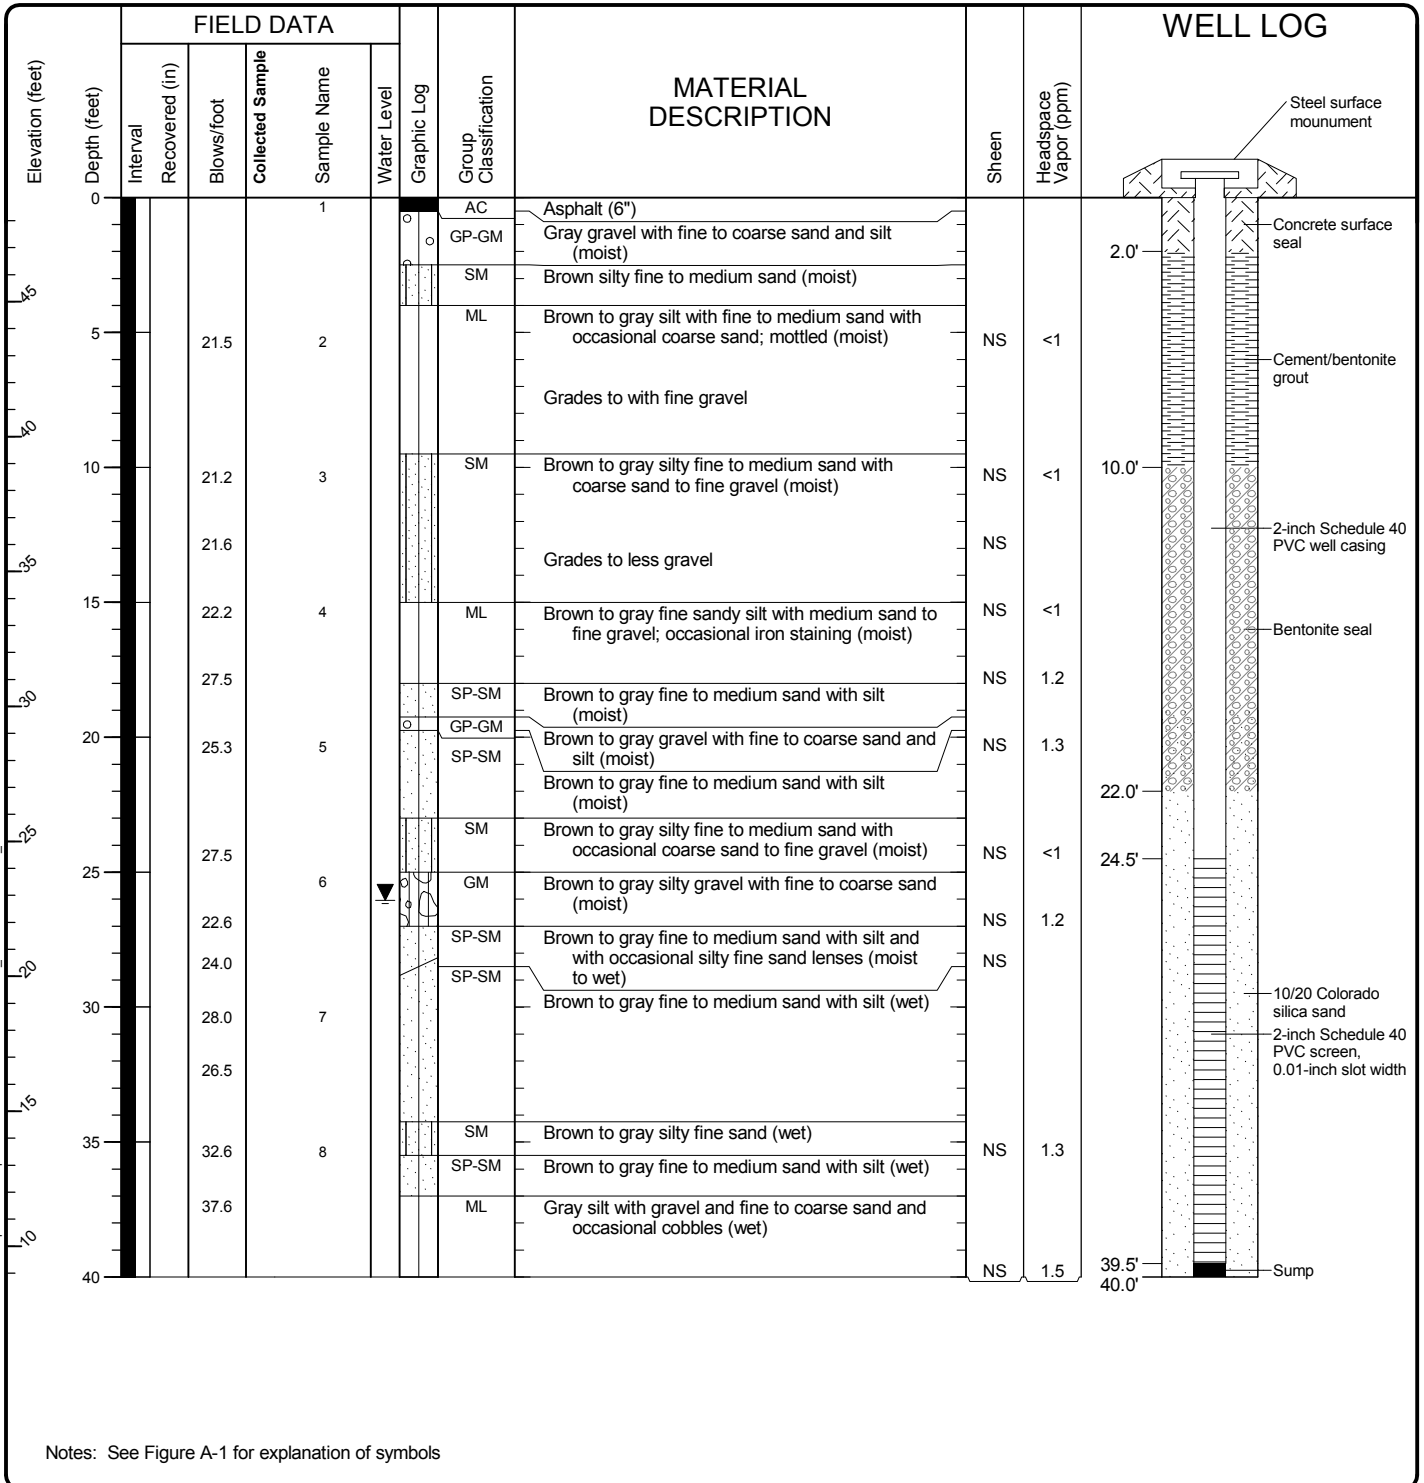 FIELD DATA
WELL LOG
Elevation (feet)
Depth (feet)
Interval
Recovered (in)
Blows/foot
Collected Sample
Sample Name
Water Level
Graphic Log
Group
Classification
MATERIAL
DESCRIPTION
Sheen
Headspace
Vapor (ppm)
Steel surface
mounument
0
1
AC
Asphalt (6")
GP-GM
Gray gravel with fine to coarse sand and silt
(moist)
Concrete surface
seal
2.0'
SM
Brown silty fine to medium sand (moist)
45
ML
Brown to gray silt with fine to medium sand with
occasional coarse sand; mottled (moist)
5
21.5
2
NS
<1
Cement/bentonite
grout
Grades to with fine gravel
40
10
21.2
3
SM
Brown to gray silty fine to medium sand with
coarse sand to fine gravel (moist)
NS
<1
10.0'
21.6
NS
2-inch Schedule 40
PVC well casing
35
Grades to less gravel
15
22.2
4
ML
Brown to gray fine sandy silt with medium sand to
fine gravel; occasional iron staining (moist)
NS
<1
Bentonite seal
27.5
NS
1.2
30
SP-SM
Brown to gray fine to medium sand with silt
(moist)
GP-GM
Brown to gray gravel with fine to coarse sand and
silt (moist)
20
25.3
5
SP-SM
NS
1.3
Brown to gray fine to medium sand with silt
(moist)
22.0'
25
SM
Brown to gray silty fine to medium sand with
occasional coarse sand to fine gravel (moist)
27.5
NS
<1
24.5'
25
6
GM
Brown to gray silty gravel with fine to coarse sand
(moist)
22.6
NS
1.2
SP-SM
Brown to gray fine to medium sand with silt and
with occasional silty fine sand lenses (moist
to wet)
20
24.0
SP-SM
NS
Brown to gray fine to medium sand with silt (wet)
10/20 Colorado
silica sand
30
28.0
7
2-inch Schedule 40
PVC screen,
0.01-inch slot width
26.5
15
SM
Brown to gray silty fine sand (wet)
35
32.6
8
NS
1.3
SP-SM
Brown to gray fine to medium sand with silt (wet)
37.6
ML
Gray silt with gravel and fine to coarse sand and
occasional cobbles (wet)
10
40
NS
1.5
39.5'
40.0'
Sump
Notes: See Figure A-1 for explanation of symbols